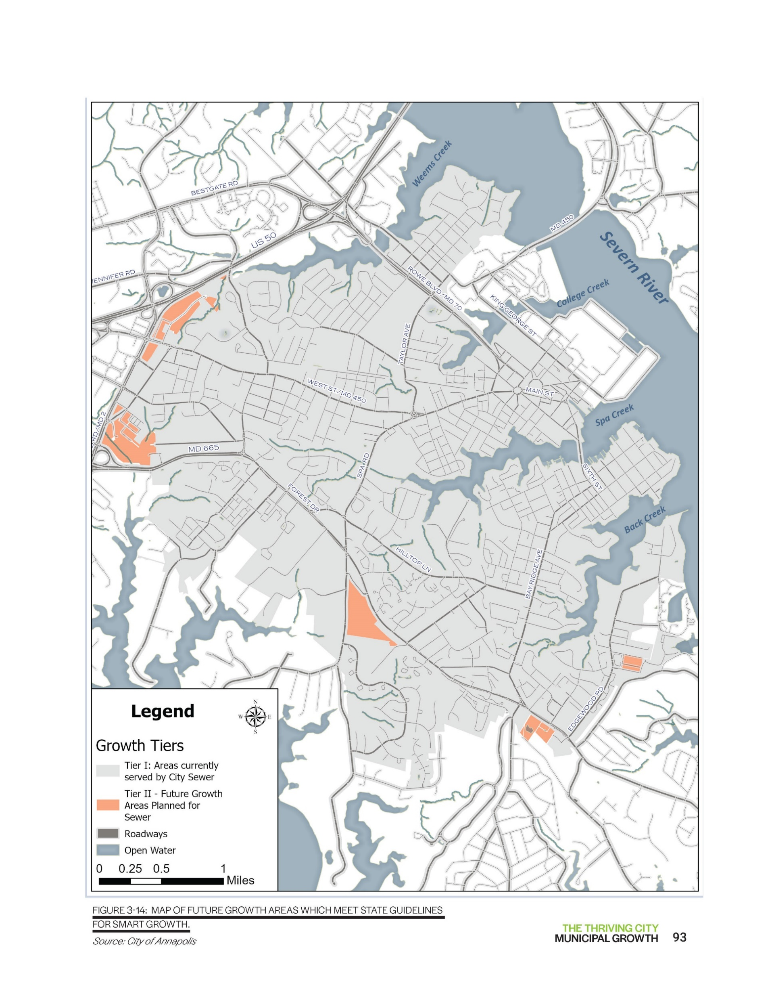 Weems Creek
BESTGATE RD
MD 450
US 50
Severn River
JENNIFER RD
ROWE BLVD/MD 70
College Creek
KING GEORGE ST
TAYLOR AVE
WEST ST/MD 450
MAIN ST
Spa Creek
RD/MD 2
MD 665
SPA RD
SIXTH ST
FOREST DR
Back Creek
HILLTOP LN
BAY RIDGE AVE
EDGEWOOD RD
Legend
N
W E
S
Growth Tiers
Tier I: Areas currently
served by City Sewer
Tier II - Future Growth
Areas Planned for
Sewer
Roadways
Open Water
0 0.25 0.5 1
Miles
FIGURE 3-14: MAP OF FUTURE GROWTH AREAS WHICH MEET STATE GUIDELINES
FOR SMART GROWTH.
Source: City of Annapolis
THE THRIVING CITY
MUNICIPAL GROWTH 93